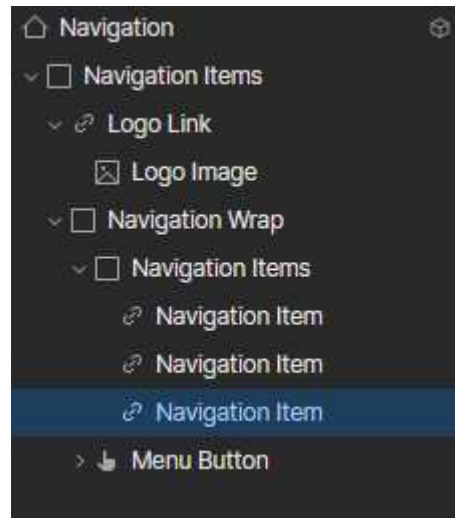 Navigation
Navigation Items
Logo Link
Logo Image
Navigation Wrap
Navigation Items
Navigation Item
Navigation Item
Navigation Item
Menu Button